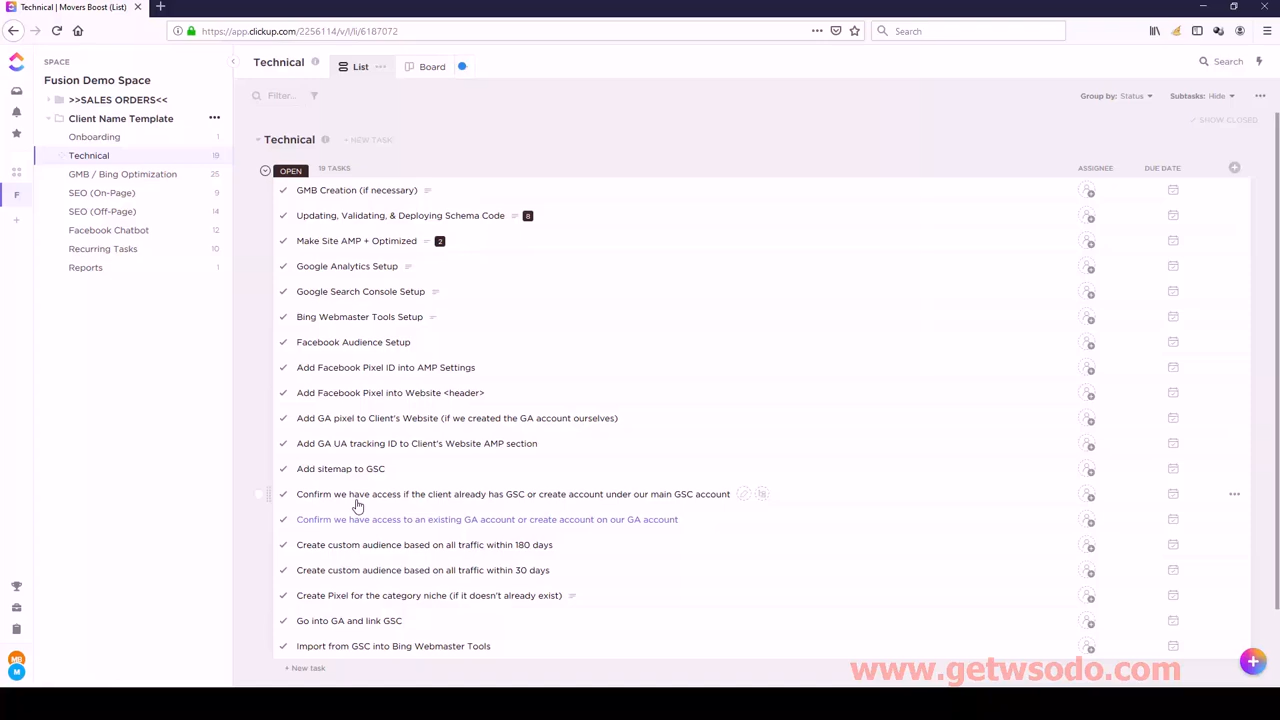 Technical | Movers Boost (List)
https://app.clickup.com/2256114/v/l/li/6187072
Search
SPACE
Fusion Demo Space
>>SALES ORDERS<<
Client Name Template
Onboarding 1
Technical 19
GMB / Bing Optimization 25
SEO (On-Page) 9
SEO (Off-Page) 14
Facebook Chatbot 12
Recurring Tasks 10
Reports 1
F
MB
M
Technical
List
Board
Search
Filter...
Group by: Status
Subtasks: Hide
SHOW CLOSED
Technical
+ NEW TASK
OPEN 19 TASKS ASSIGNEE DUE DATE
GMB Creation (if necessary)
Updating, Validating, & Deploying Schema Code 8
Make Site AMP + Optimized 2
Google Analytics Setup
Google Search Console Setup
Bing Webmaster Tools Setup
Facebook Audience Setup
Add Facebook Pixel ID into AMP Settings
Add Facebook Pixel into Website <header>
Add GA pixel to Client's Website (if we created the GA account ourselves)
Add GA UA tracking ID to Client's Website AMP section
Add sitemap to GSC
Confirm we have access if the client already has GSC or create account under our main GSC account
Confirm we have access to an existing GA account or create account on our GA account
Create custom audience based on all traffic within 180 days
Create custom audience based on all traffic within 30 days
Create Pixel for the category niche (if it doesn't already exist)
Go into GA and link GSC
Import from GSC into Bing Webmaster Tools
+ New task
www.getwsodo.com